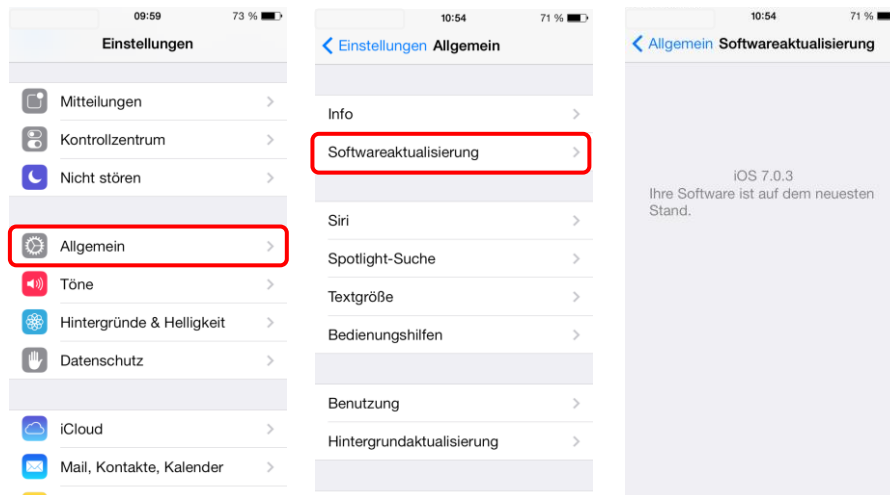 09:59 73 %
Einstellungen
Mitteilungen
Kontrollzentrum
Nicht stören
Allgemein
Töne
Hintergründe & Helligkeit
Datenschutz
iCloud
Mail, Kontakte, Kalender
10:54 71 %
Einstellungen Allgemein
Info
Softwareaktualisierung
Siri
Spotlight-Suche
Textgröße
Bedienungshilfen
Benutzung
Hintergrundaktualisierung
10:54 71 %
Allgemein Softwareaktualisierung
iOS 7.0.3
Ihre Software ist auf dem neuesten
Stand.